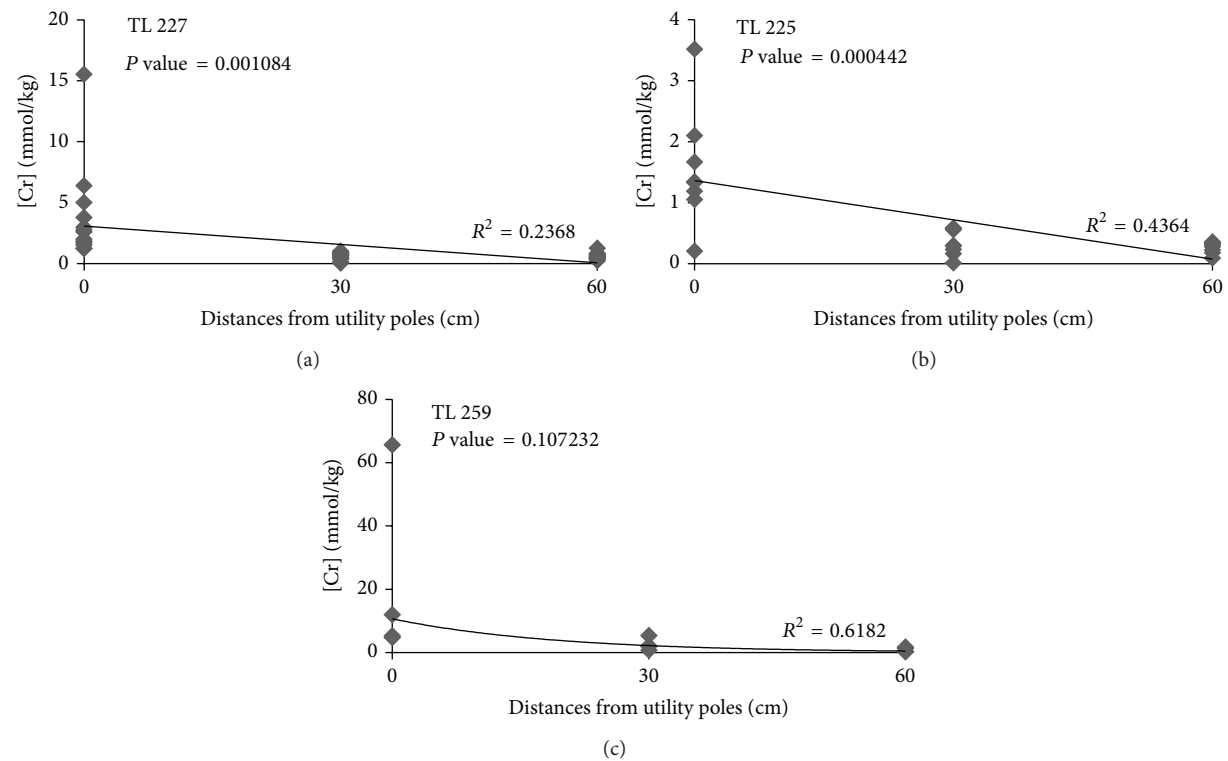 TL 227
P value = 0.001084
20
15
10
5
0
[Cr] (mmol/kg)
R² = 0.2368
0 30 60
Distances from utility poles (cm)
(a)
TL 225
P value = 0.000442
4
3
2
1
0
[Cr] (mmol/kg)
R² = 0.4364
0 30 60
Distances from utility poles (cm)
(b)
TL 259
P value = 0.107232
80
60
40
20
0
[Cr] (mmol/kg)
R² = 0.6182
0 30 60
Distances from utility poles (cm)
(c)